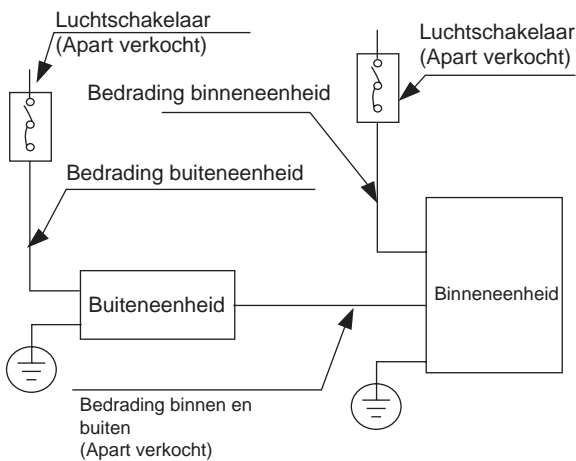 Luchtschakelaar
(Apart verkocht)
Luchtschakelaar
(Apart verkocht)
Bedrading binneneenheid
Bedrading buiteneenheid
Buiteneenheid
Binneneenheid
Bedrading binnen en
buiten
(Apart verkocht)